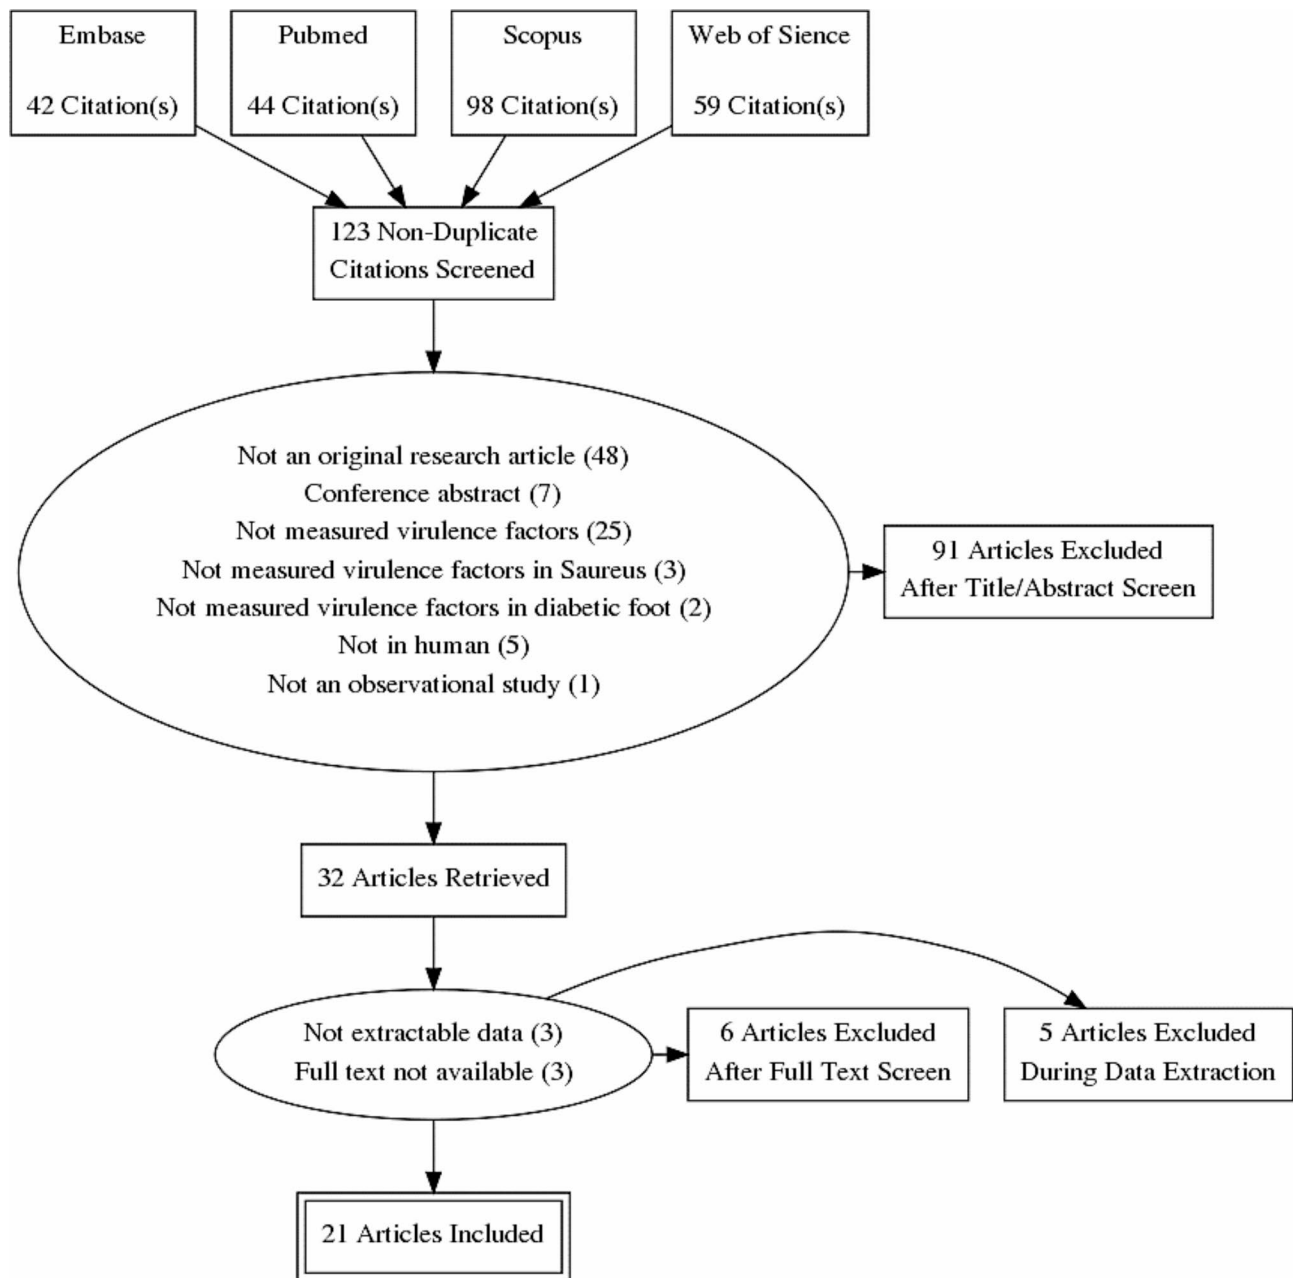 Embase
42 Citation(s)
Pubmed
44 Citation(s)
Scopus
98 Citation(s)
Web of Sience
59 Citation(s)
123 Non-Duplicate
Citations Screened
Not an original research article (48)
Conference abstract (7)
Not measured virulence factors (25)
Not measured virulence factors in Saureus (3)
Not measured virulence factors in diabetic foot (2)
Not in human (5)
Not an observational study (1)
91 Articles Excluded
After Title/Abstract Screen
32 Articles Retrieved
Not extractable data (3)
Full text not available (3)
6 Articles Excluded
After Full Text Screen
5 Articles Excluded
During Data Extraction
21 Articles Included